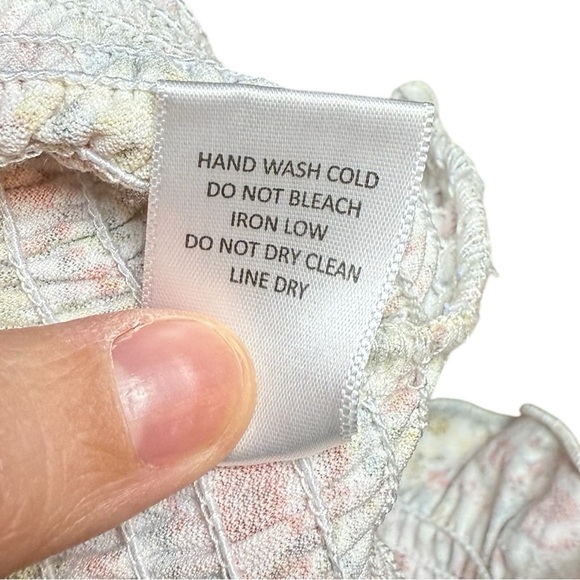 HAND WASH COLD
DO NOT BLEACH
IRON LOW
DO NOT DRY CLEAN
LINE DRY